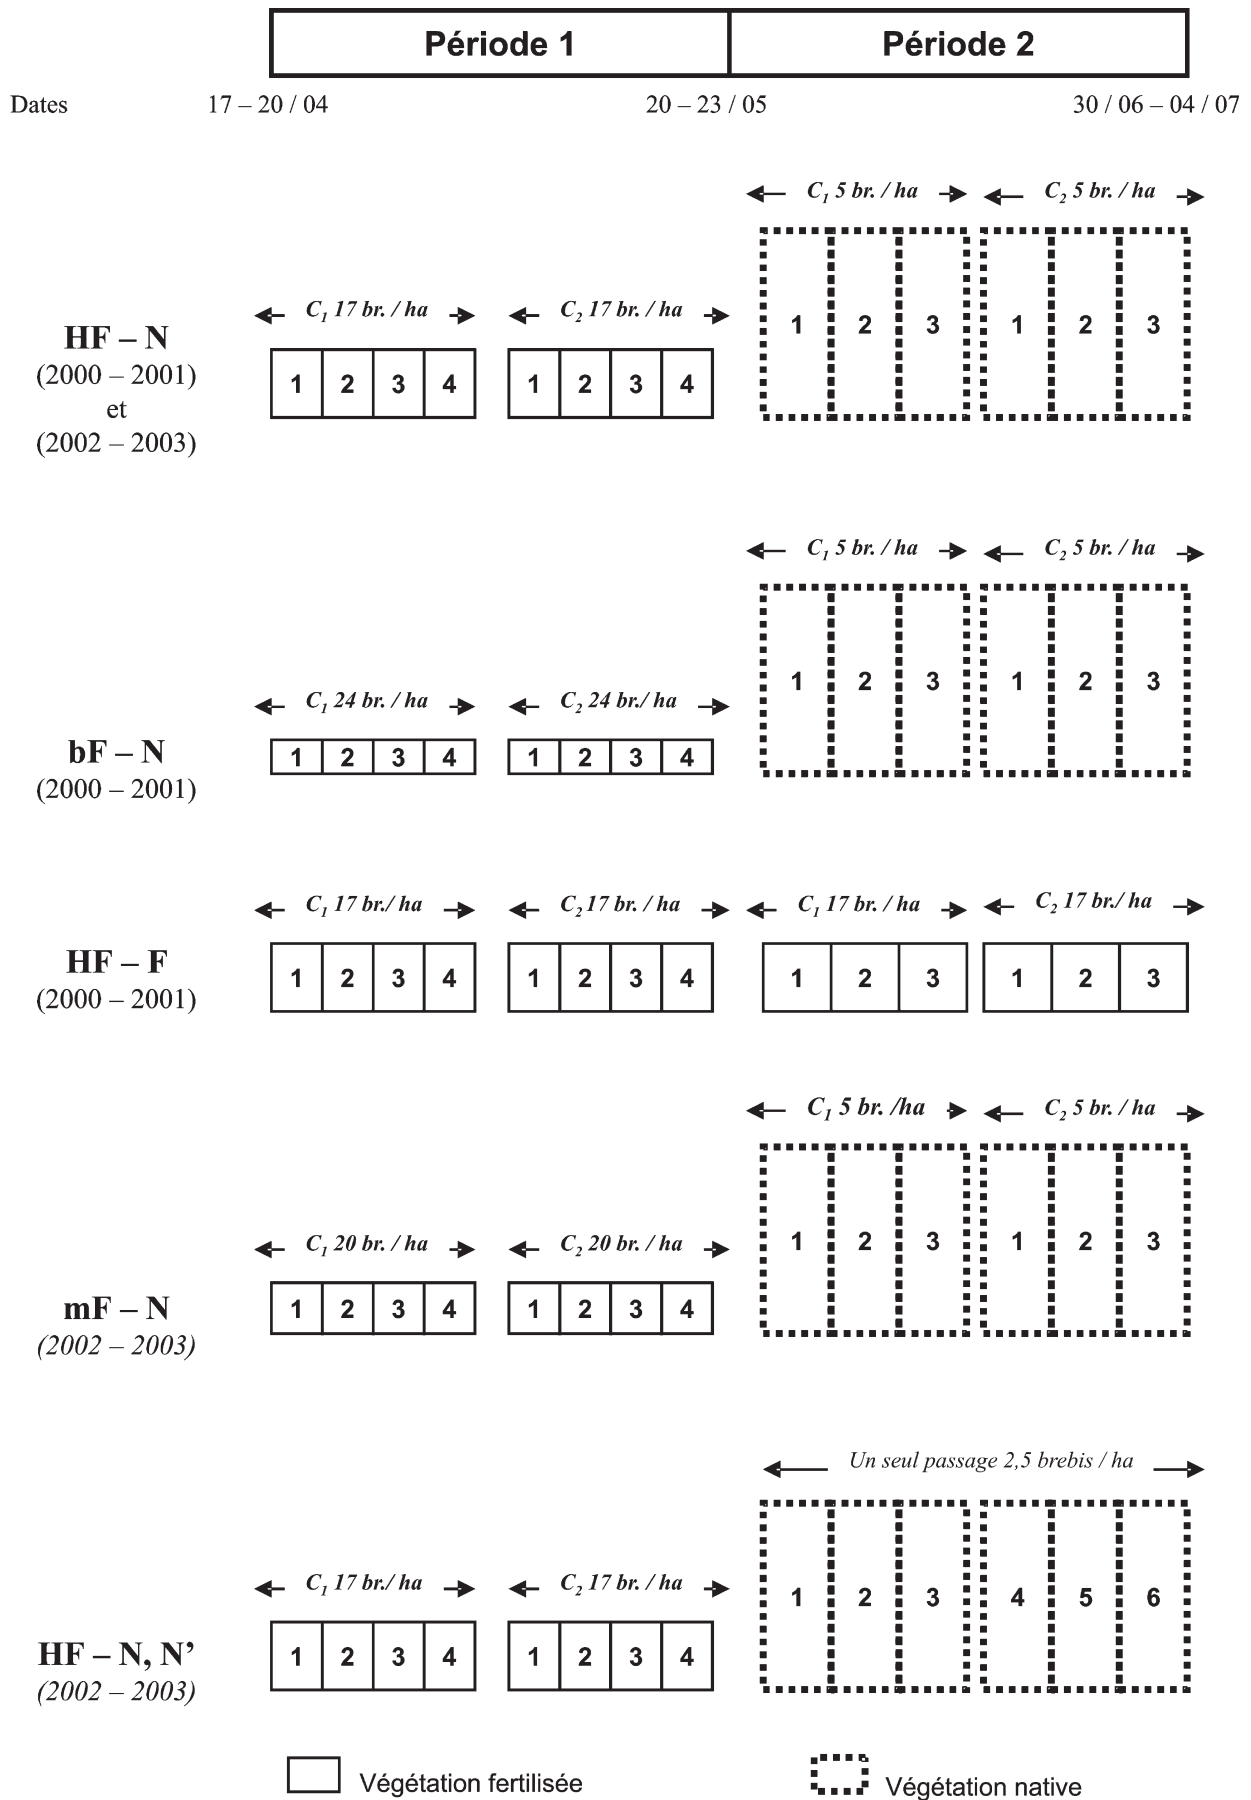 Période 1 Période 2
Dates 17 – 20 / 04 20 – 23 / 05 30 / 06 – 04 / 07
C1 5 br. / ha C2 5 br. / ha
C1 17 br. / ha C2 17 br. / ha
HF – N
(2000 – 2001)
et
(2002 – 2003)
1 2 3 4 1 2 3 4 1 2 3 1 2 3
C1 5 br. / ha C2 5 br. / ha
C1 24 br. / ha C2 24 br./ ha
bF – N
(2000 – 2001)
1 2 3 4 1 2 3 4 1 2 3 1 2 3
C1 17 br./ ha C2 17 br./ ha C1 17 br. / ha C2 17 br./ ha
HF – F
(2000 – 2001)
1 2 3 4 1 2 3 4 1 2 3 1 2 3
C1 5 br. /ha C2 5 br. / ha
C1 20 br. / ha C2 20 br. / ha
mF – N
(2002 – 2003)
1 2 3 4 1 2 3 4 1 2 3 1 2 3
Un seul passage 2,5 brebis / ha
C1 17 br./ ha C2 17 br. / ha
HF – N, N’
(2002 – 2003)
1 2 3 4 1 2 3 4 1 2 3 4 5 6
Végétation fertilisée Végétation native